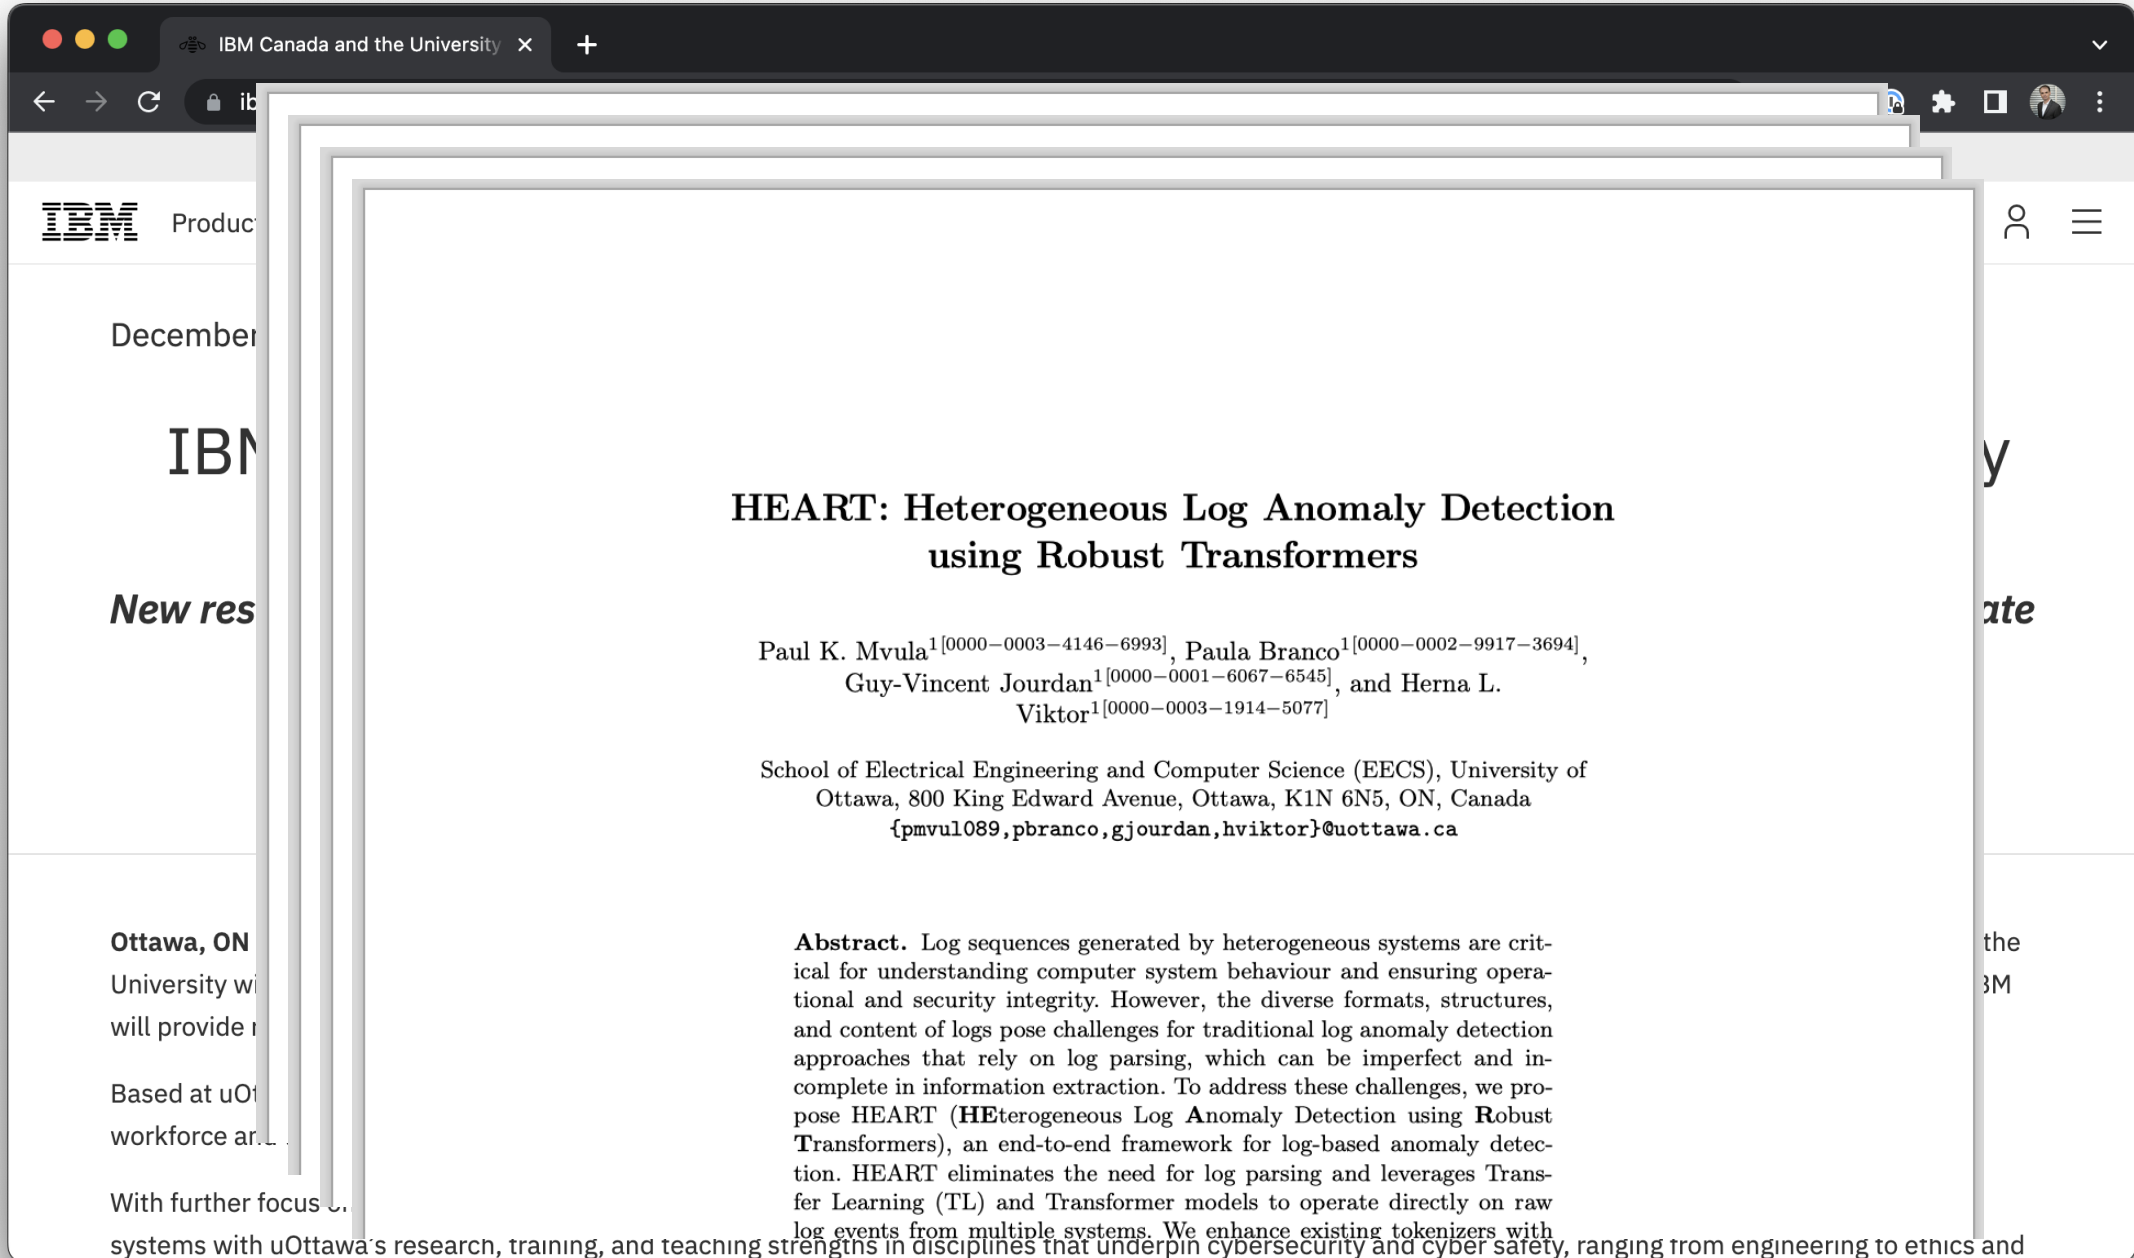 IBM Canada and the University
IBM
December
HEART: Heterogeneous Log Anomaly Detection
using Robust Transformers
New
Paul K. Mvula1[0000−0003−4146−6993], Paula Branco1[0000−0002−9917−3694],
Guy-Vincent Jourdan1[0000−0001−6067−6545], and Herna L.
Viktor1[0000−0003−1914−5077]
School of Electrical Engineering and Computer Science (EECS), University of
Ottawa, 800 King Edward Avenue, Ottawa, K1N 6N5, ON, Canada
{pmvul089,pbranco,gjourdan,hviktor}@uottawa.ca
Abstract. Log sequences generated by heterogeneous systems are crit-
ical for understanding computer system behaviour and ensuring opera-
tional and security integrity. However, the diverse formats, structures,
and content of logs pose challenges for traditional log anomaly detection
approaches that rely on log parsing, which can be imperfect and in-
complete in information extraction. To address these challenges, we pro-
pose HEART (HEterogeneous Log Anomaly Detection using Robust
Transformers), an end-to-end framework for log-based anomaly detec-
tion. HEART eliminates the need for log parsing and leverages Trans-
fer Learning (TL) and Transformer models to operate directly on raw
log events from multiple systems. We enhance existing tokenizers with
Ottawa, ON
the
University
will provide
Based at
workforce
With further focus
systems with uOttawa's research, training, and teaching strengths in disciplines that underpin cybersecurity and cyber safety, ranging from engineering to ethics and